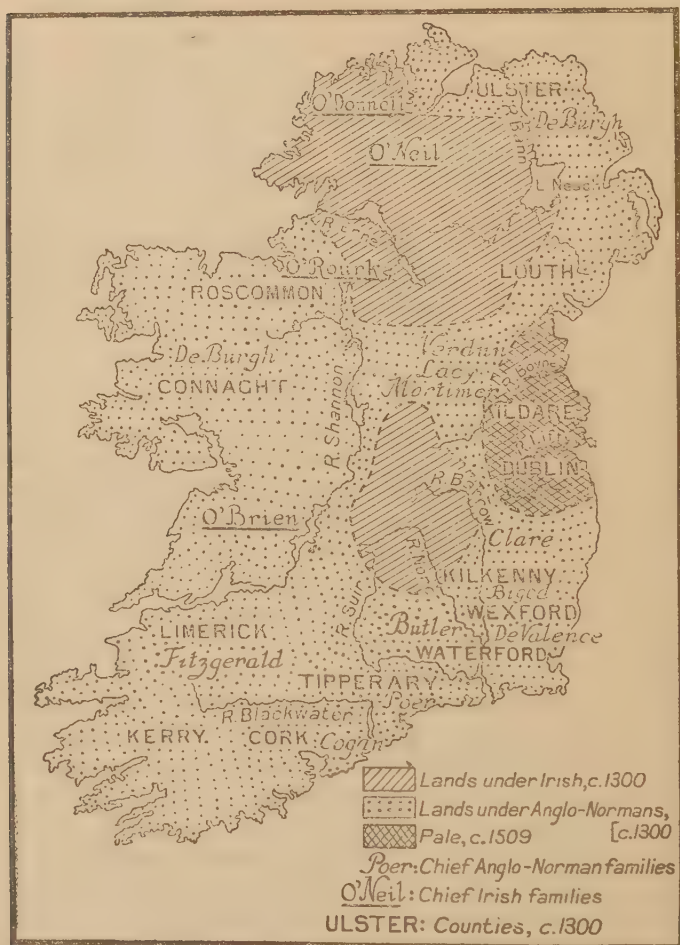 O'Donnell
ULSTER
R. Bann
De Burgh
O'Neil
L. Neagh
R. Erne
O'Rourke
LOUTH
ROSCOMMON
De Burgh
CONNACHT
Verdun
Lacy
Mortimer
R. Boyne
KILDARE
R. Shannon
DUBLIN
R. Barrow
O'Brien
Clare
R. Nore
KILKENNY
Bigod
R. Suir
WEXFORD
LIMERICK
Butler
De Valence
Fitzgerald
WATERFORD
TIPPERARY
Poer
R. Blackwater
KERRY
CORK
Cogan
Lands under Irish, c.1300
Lands under Anglo-Normans,
Pale, c.1509 [c.1300
Poer: Chief Anglo-Norman families
O'Neil: Chief Irish families
ULSTER: Counties, c.1300